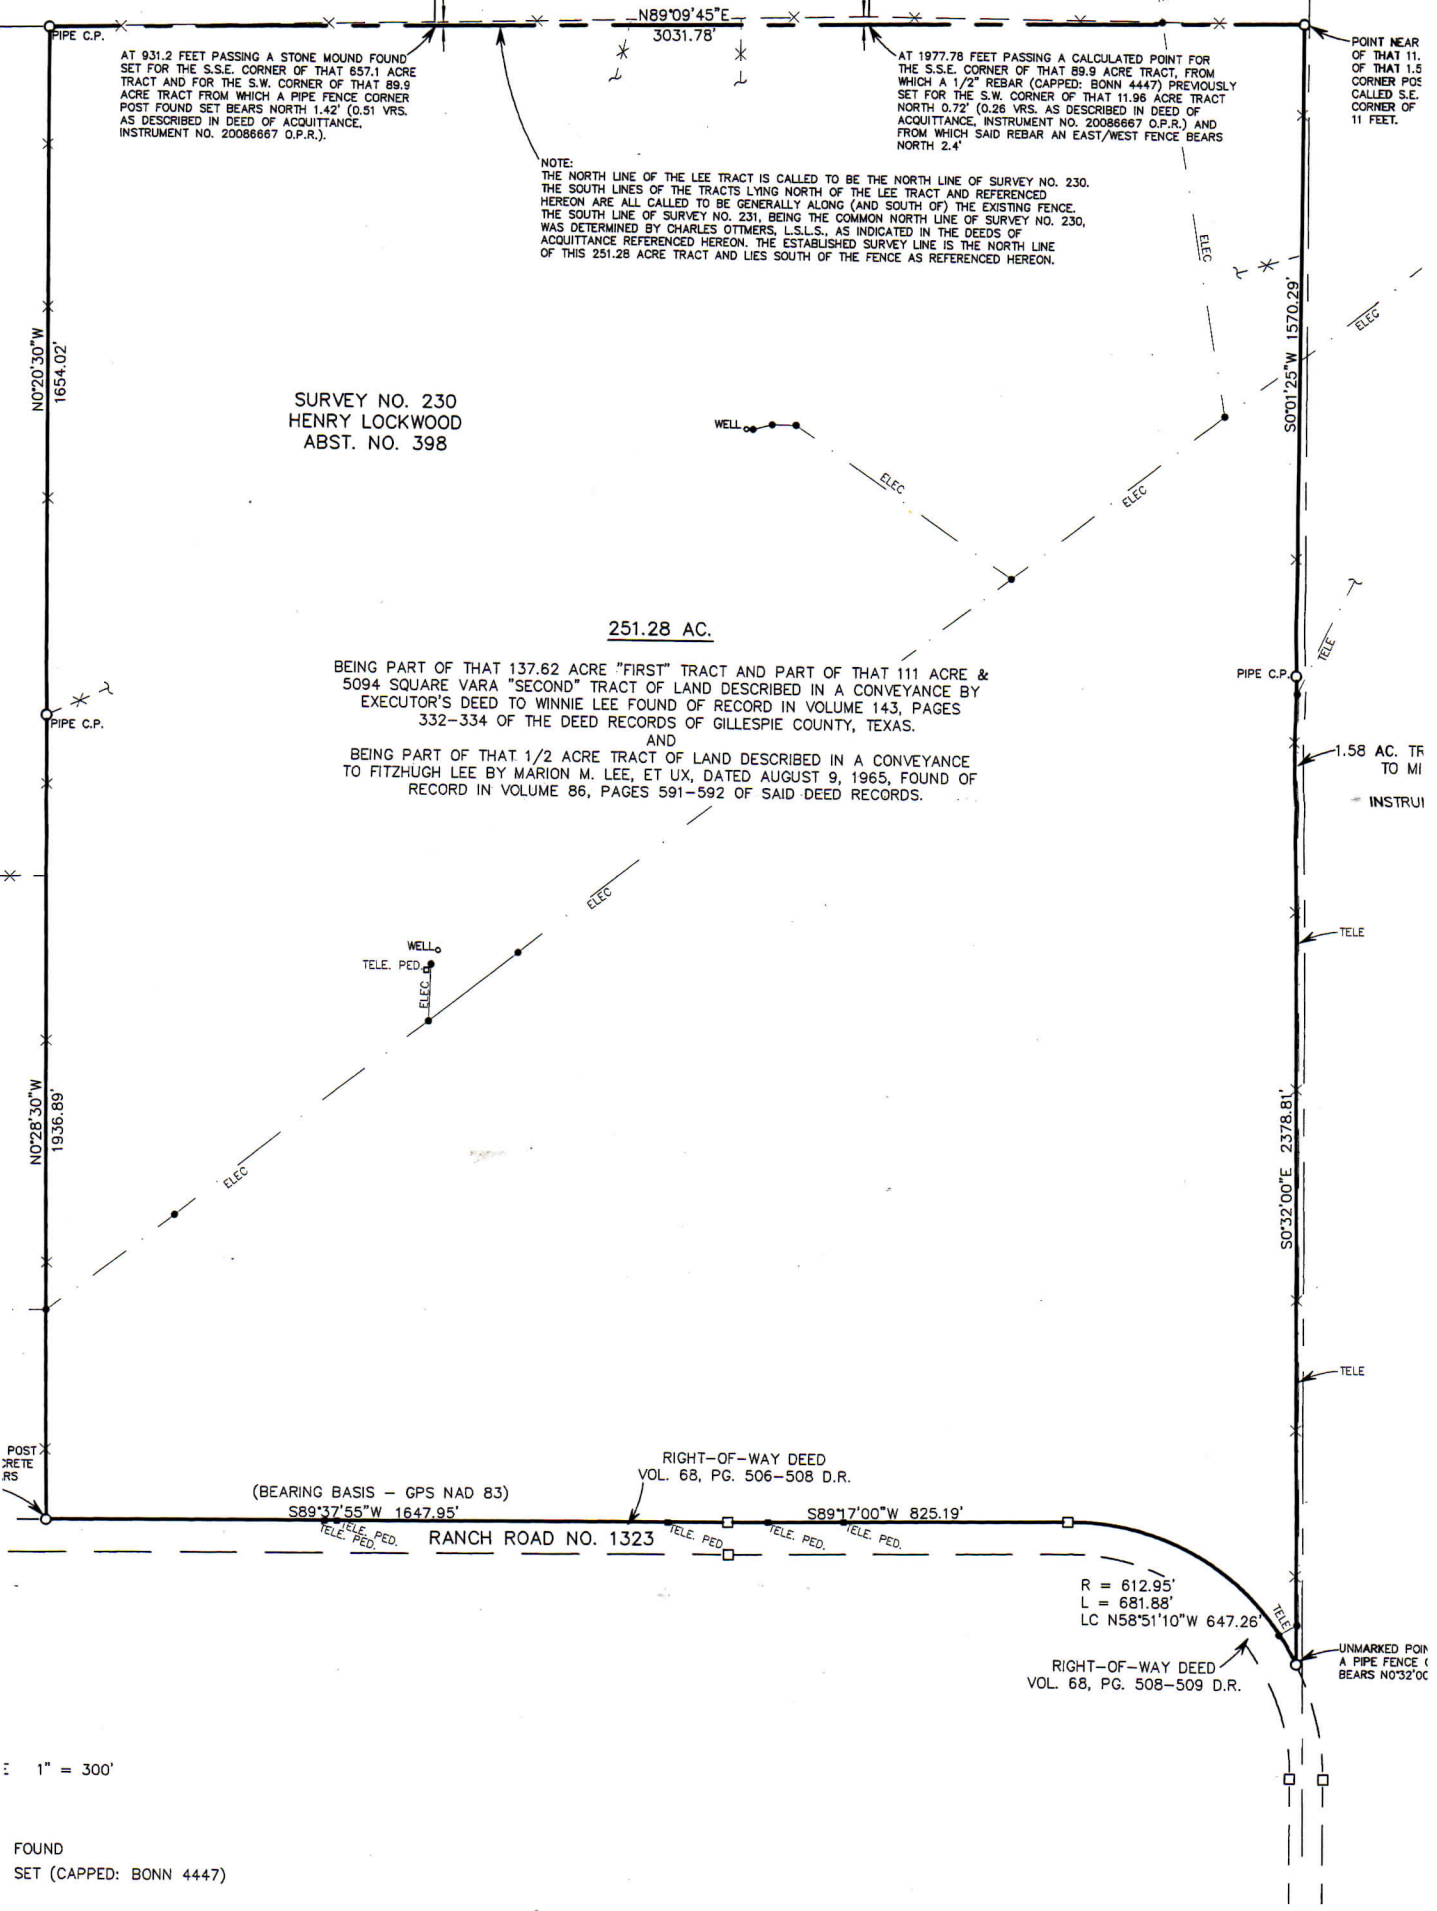 N89°09'45"E
3031.78'
PIPE C.P.
AT 931.2 FEET PASSING A STONE MOUND FOUND
SET FOR THE S.S.E. CORNER OF THAT 657.1 ACRE
TRACT AND FOR THE S.W. CORNER OF THAT 89.9
ACRE TRACT FROM WHICH A PIPE FENCE CORNER
POST FOUND SET BEARS NORTH 1.42' (0.51 VRS.
AS DESCRIBED IN DEED OF ACQUITTANCE,
INSTRUMENT NO. 20086667 O.P.R.).
AT 1977.78 FEET PASSING A CALCULATED POINT FOR
THE S.S.E. CORNER OF THAT 89.9 ACRE TRACT, FROM
WHICH A 1/2" REBAR (CAPPED: BONN 4447) PREVIOUSLY
SET FOR THE S.W. CORNER OF THAT 11.96 ACRE TRACT
NORTH 0.72' (0.26 VRS. AS DESCRIBED IN DEED OF
ACQUITTANCE, INSTRUMENT NO. 20086667 O.P.R.) AND
FROM WHICH SAID REBAR AN EAST/WEST FENCE BEARS
NORTH 2.4'
POINT NEAR
OF THAT 11.
OF THAT 1.5
CORNER POS
CALLED S.E.
CORNER OF
11 FEET.
NOTE:
THE NORTH LINE OF THE LEE TRACT IS CALLED TO BE THE NORTH LINE OF SURVEY NO. 230.
THE SOUTH LINES OF THE TRACTS LYING NORTH OF THE LEE TRACT AND REFERENCED
HEREON ARE ALL CALLED TO BE GENERALLY ALONG (AND SOUTH OF) THE EXISTING FENCE.
THE SOUTH LINE OF SURVEY NO. 231, BEING THE COMMON NORTH LINE OF SURVEY NO. 230,
WAS DETERMINED BY CHARLES OTTMERS, L.S.L.S., AS INDICATED IN THE DEEDS OF
ACQUITTANCE REFERENCED HEREON. THE ESTABLISHED SURVEY LINE IS THE NORTH LINE
OF THIS 251.28 ACRE TRACT AND LIES SOUTH OF THE FENCE AS REFERENCED HEREON.
ELEC
ELEC
N0°20'30"W
1654.02'
S0°01'25"W 1570.29'
SURVEY NO. 230
HENRY LOCKWOOD
ABST. NO. 398
WELL
ELEC
ELEC
251.28 AC.
TELE
BEING PART OF THAT 137.62 ACRE "FIRST" TRACT AND PART OF THAT 111 ACRE &
5094 SQUARE VARA "SECOND" TRACT OF LAND DESCRIBED IN A CONVEYANCE BY
EXECUTOR'S DEED TO WINNIE LEE FOUND OF RECORD IN VOLUME 143, PAGES
332-334 OF THE DEED RECORDS OF GILLESPIE COUNTY, TEXAS.
AND
BEING PART OF THAT 1/2 ACRE TRACT OF LAND DESCRIBED IN A CONVEYANCE
TO FITZHUGH LEE BY MARION M. LEE, ET UX, DATED AUGUST 9, 1965, FOUND OF
RECORD IN VOLUME 86, PAGES 591-592 OF SAID DEED RECORDS.
PIPE C.P.
PIPE C.P.
1.58 AC. TR
TO MI
INSTRUI
ELEC
TELE
WELL
TELE. PED.
ELEC
N0°28'30"W
1936.89'
S0°32'00"E 2378.81'
ELEC
TELE
POST
CRETE
RS
(BEARING BASIS - GPS NAD 83)
S89°37'55"W 1647.95'
RIGHT-OF-WAY DEED
VOL. 68, PG. 506-508 D.R.
S89°17'00"W 825.19'
TELE. PED.
TELE. PED.
RANCH ROAD NO. 1323
TELE. PED.
TELE. PED.
TELE. PED.
R = 612.95'
L = 681.88'
LC N58°51'10"W 647.26'
TELE
RIGHT-OF-WAY DEED
VOL. 68, PG. 508-509 D.R.
UNMARKED POIN
A PIPE FENCE C
BEARS N0°32'00
E 1" = 300'
FOUND
SET (CAPPED: BONN 4447)